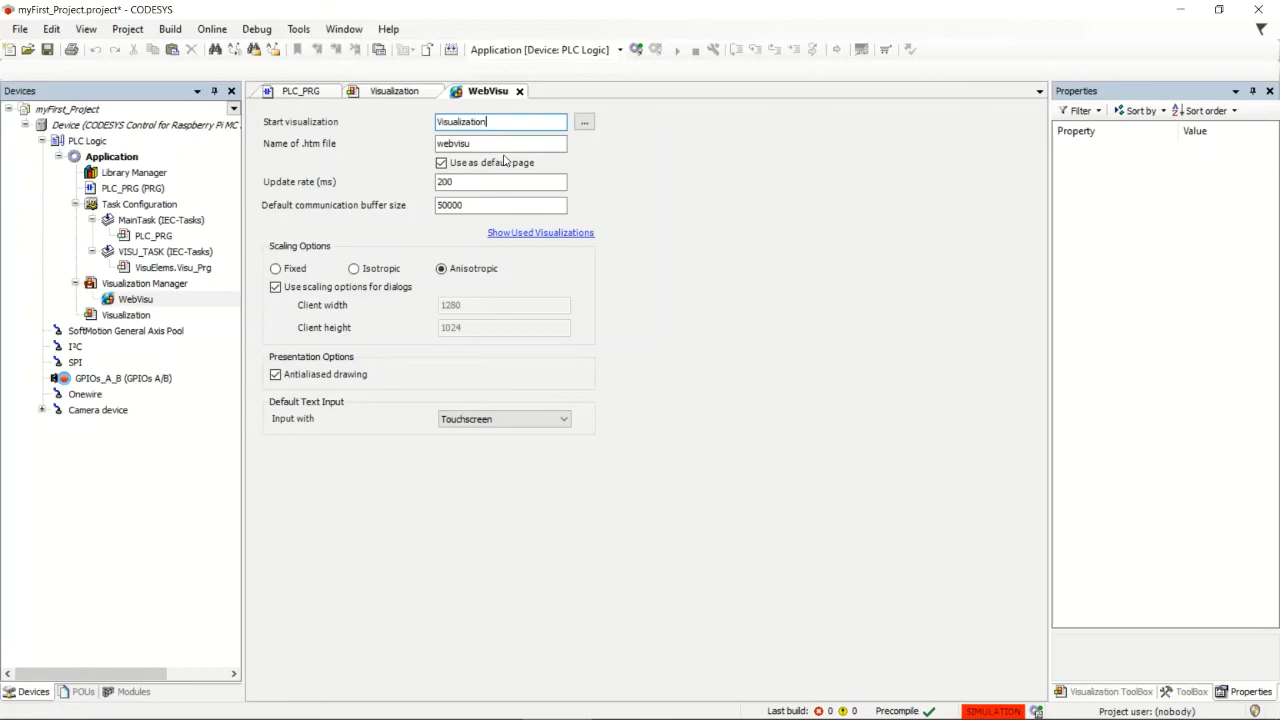 myFirst_Project.project* - CODESYS
File Edit View Project Build Online Debug Tools Window Help
Application [Device: PLC Logic]
Devices
myFirst_Project
Device (CODESYS Control for Raspberry Pi MC
PLC Logic
Application
Library Manager
PLC_PRG (PRG)
Task Configuration
MainTask (IEC-Tasks)
PLC_PRG
VISU_TASK (IEC-Tasks)
VisuElems.Visu_Prg
Visualization Manager
WebVisu
Visualization
SoftMotion General Axis Pool
I²C
SPI
GPIOs_A_B (GPIOs A/B)
Onewire
Camera device
Devices POUs Modules
PLC_PRG Visualization WebVisu
Start visualization Visualization ...
Name of .htm file webvisu
Use as default page
Update rate (ms) 200
Default communication buffer size 50000
Show Used Visualizations
Scaling Options
Fixed Isotropic Anisotropic
Use scaling options for dialogs
Client width 1280
Client height 1024
Presentation Options
Antialiased drawing
Default Text Input
Input with Touchscreen
Properties
Filter Sort by Sort order
Property Value
Visualization ToolBox ToolBox Properties
Last build: 0 0 Precompile SIMULATION Project user: (nobody)